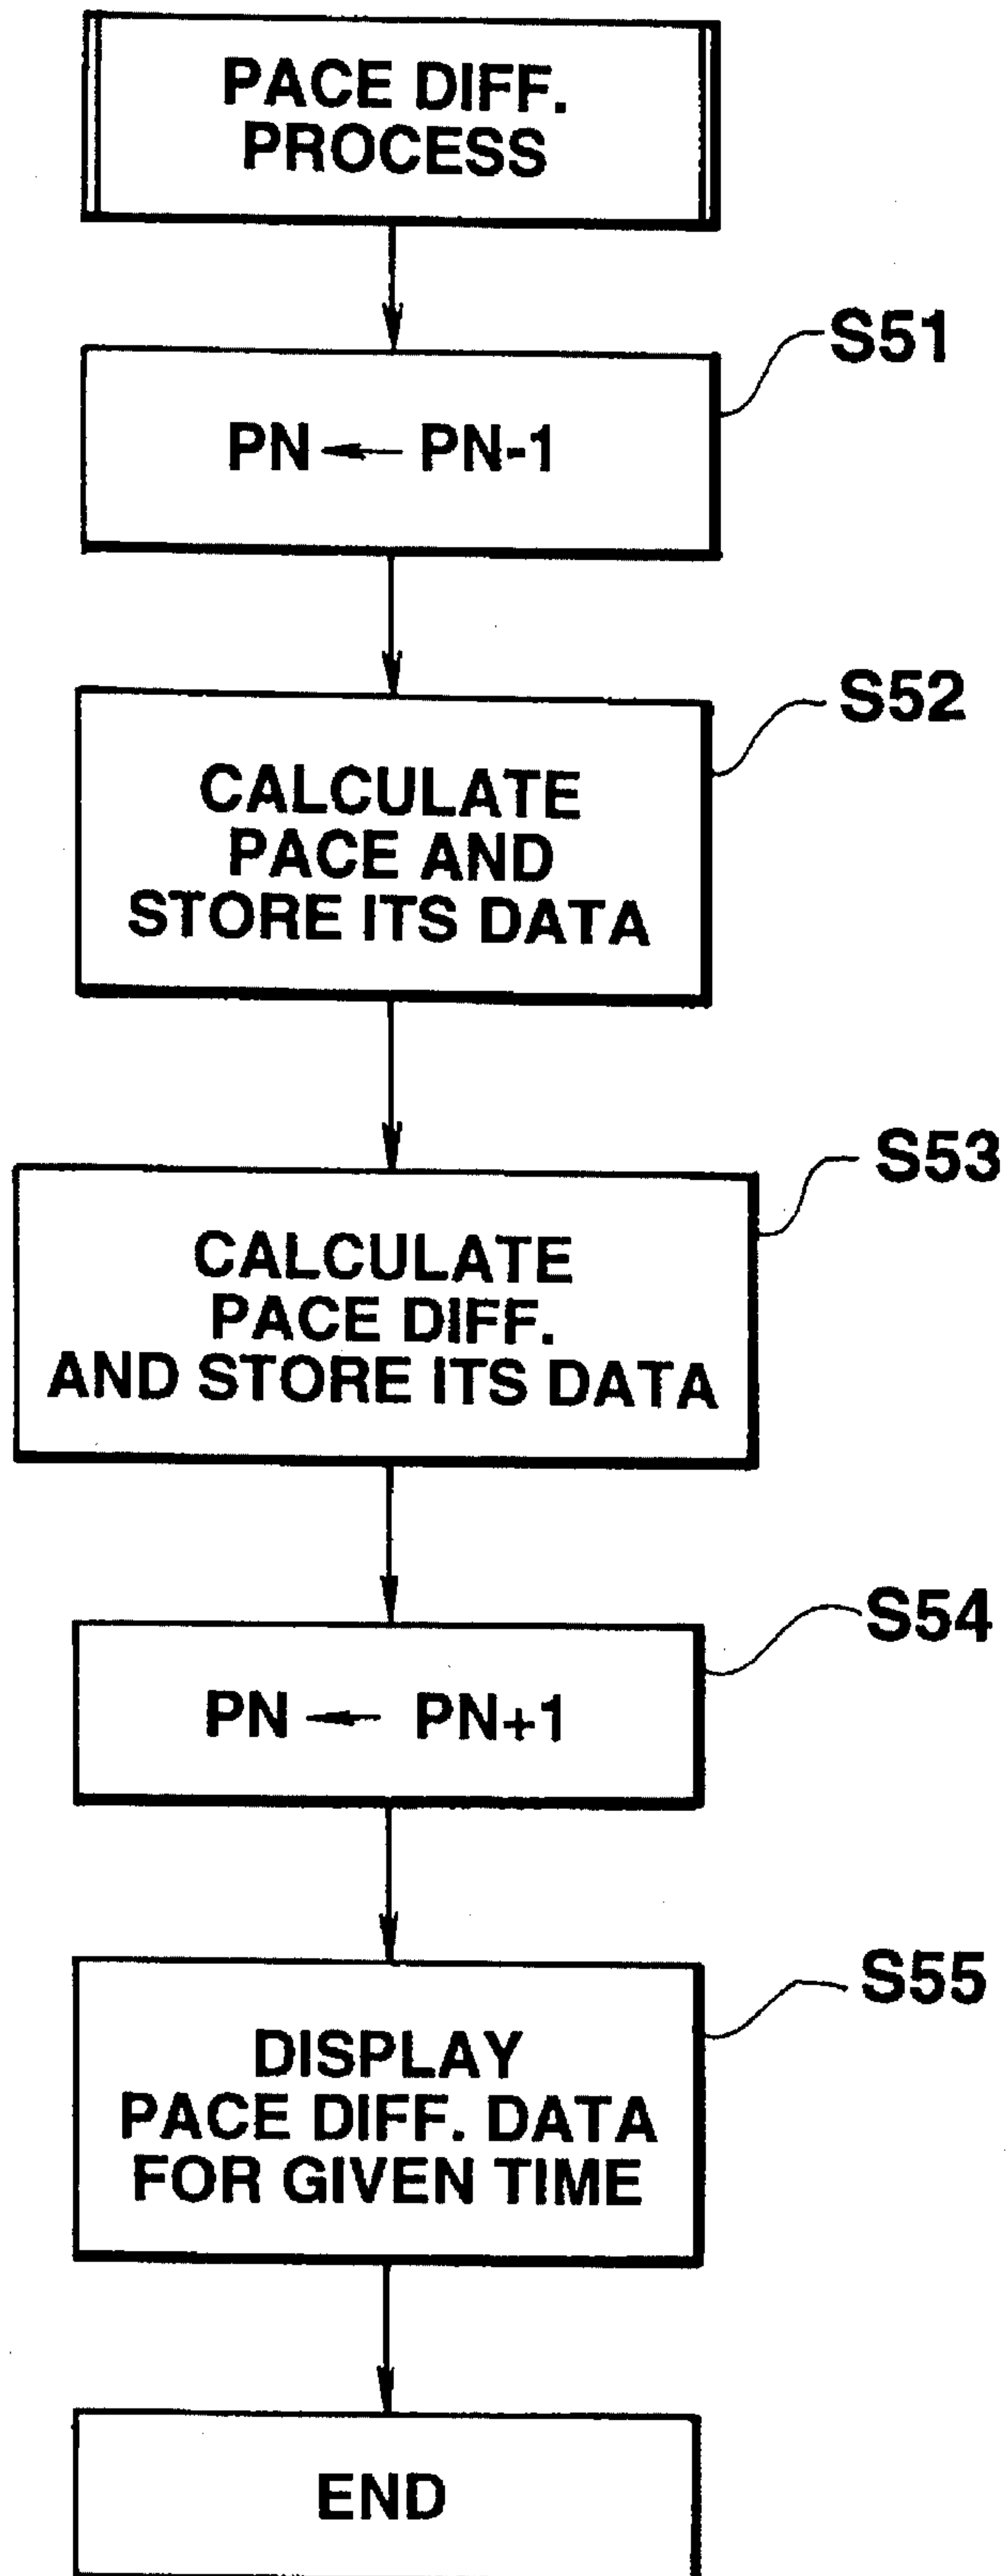 PACE DIFF.
PROCESS
S51
PN ← PN-1
S52
CALCULATE
PACE AND
STORE ITS DATA
S53
CALCULATE
PACE DIFF.
AND STORE ITS DATA
S54
PN ← PN+1
S55
DISPLAY
PACE DIFF. DATA
FOR GIVEN TIME
END